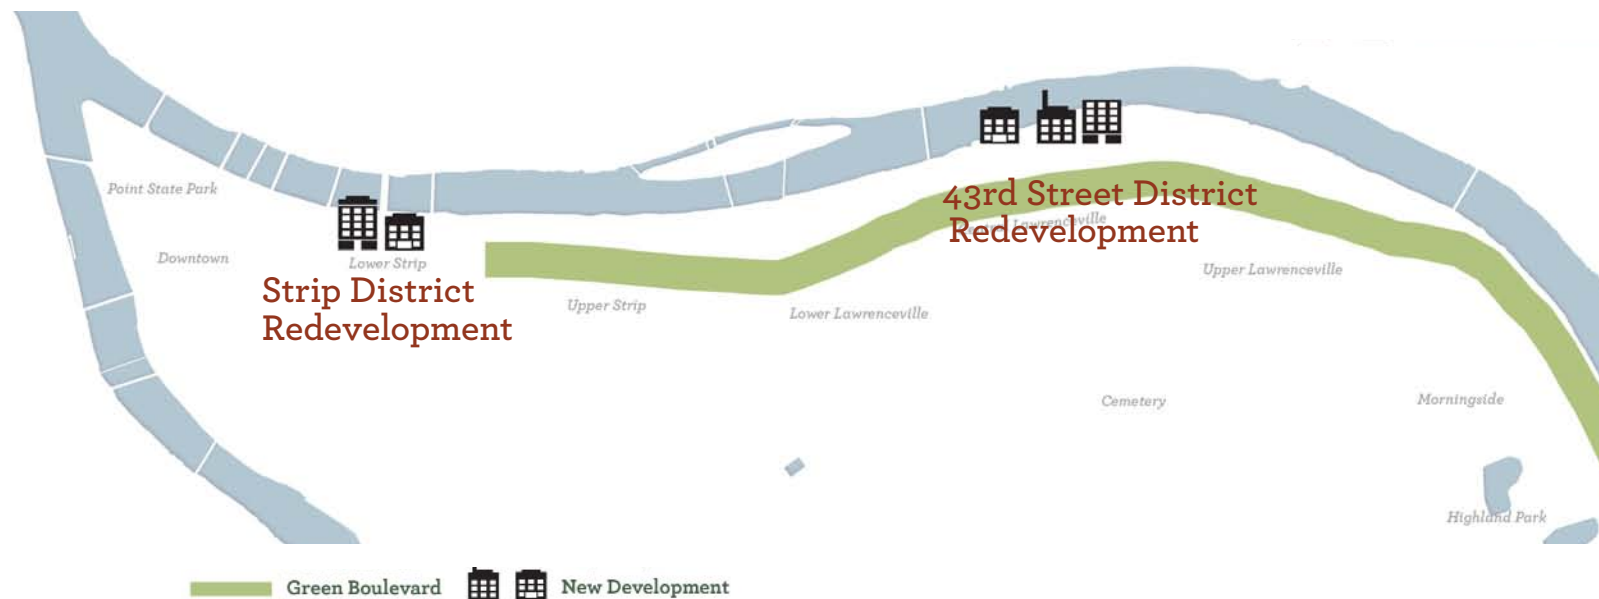 Point State Park
Downtown
Lower Strip
Strip District
Redevelopment
Upper Strip
Lower Lawrenceville
43rd Street District
Lawrenceville
Redevelopment
Upper Lawrenceville
Cemetery
Morningside
Highland Park
Green Boulevard
New Development